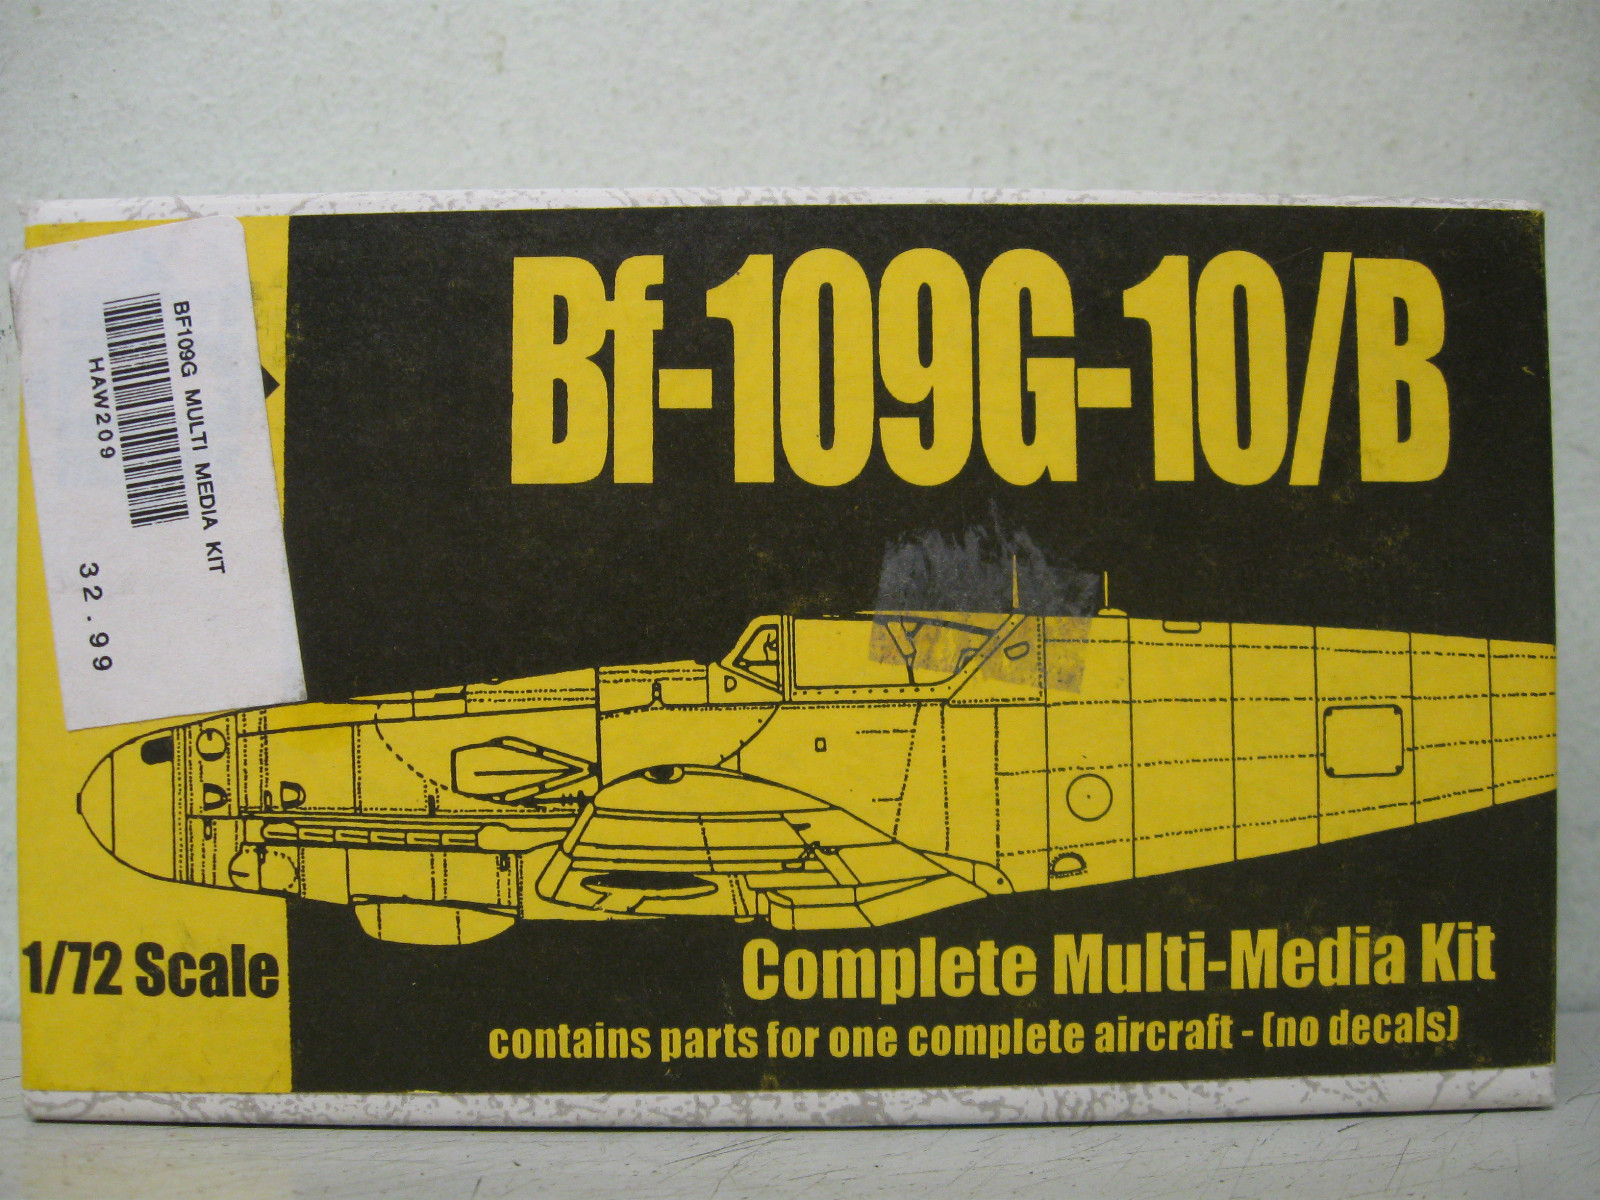 Bf-109G-10/B
BF109G MULTI MEDIA KIT
HAW209
32.99
1/72 Scale
Complete Multi-Media Kit
contains parts for one complete aircraft - (no decals)